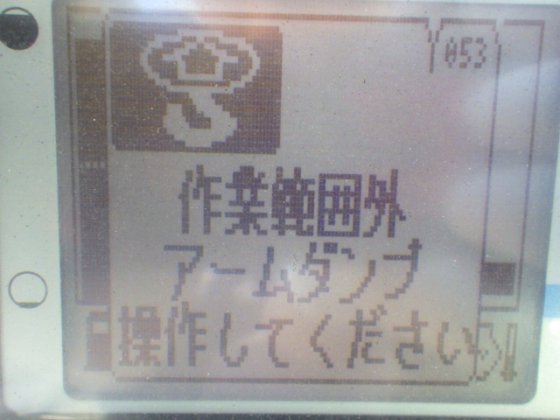 053
作業範囲外
アームダンプ
操作してください